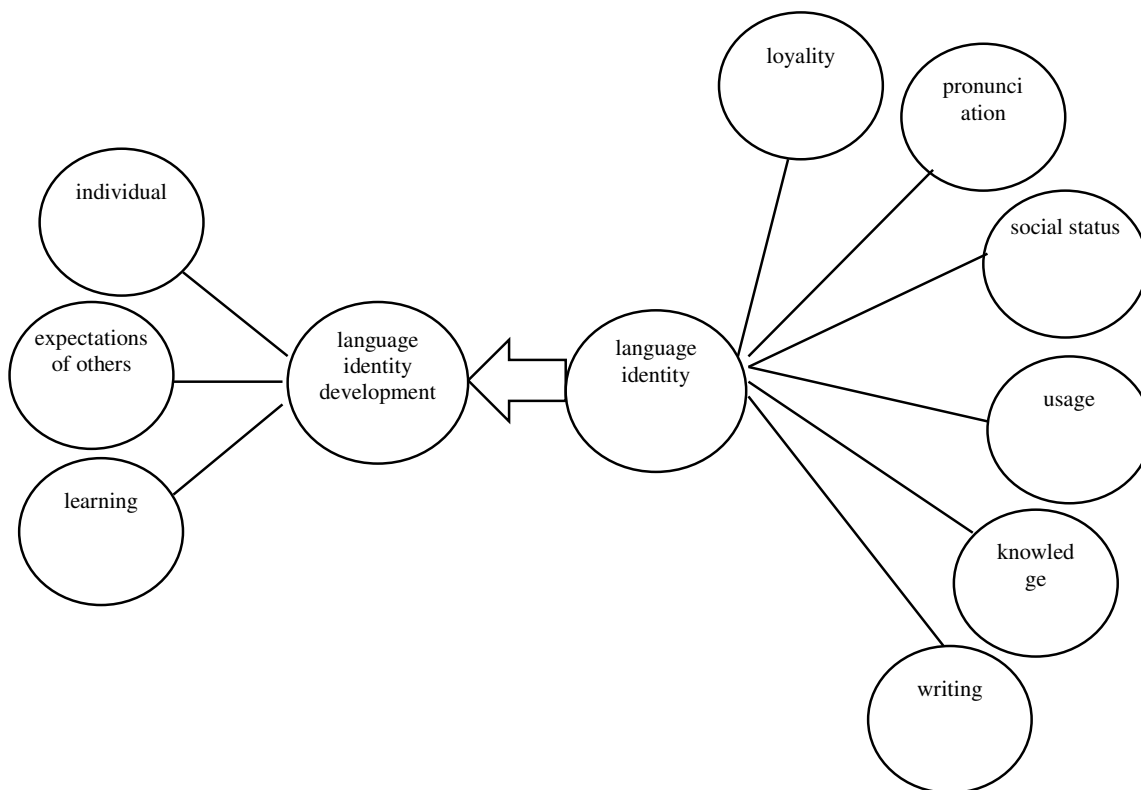 loyality
pronunci
ation
individual
social status
expectations
of others
language
identity
development
language
identity
usage
learning
knowled
ge
writing